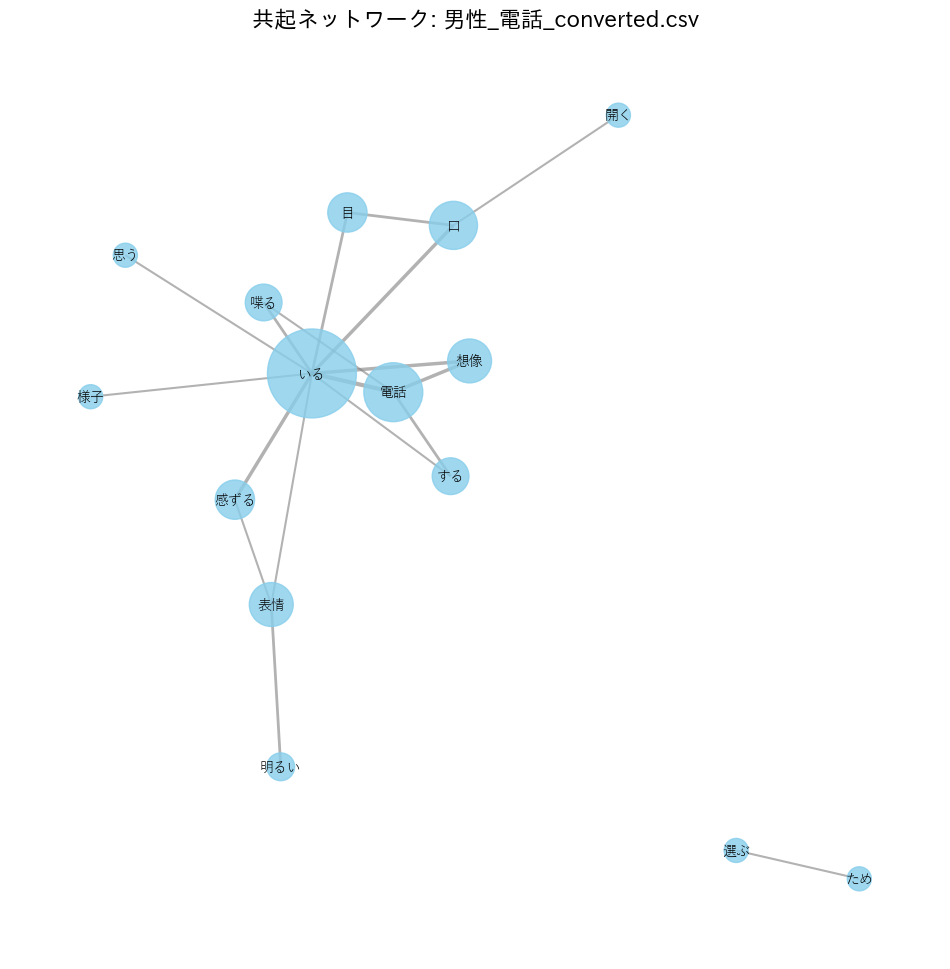 共起ネットワーク: 男性_電話_converted.csv
開く
目
口
思う
喋る
想像
いる
電話
様子
する
感ずる
表情
明るい
選ぶ
ため